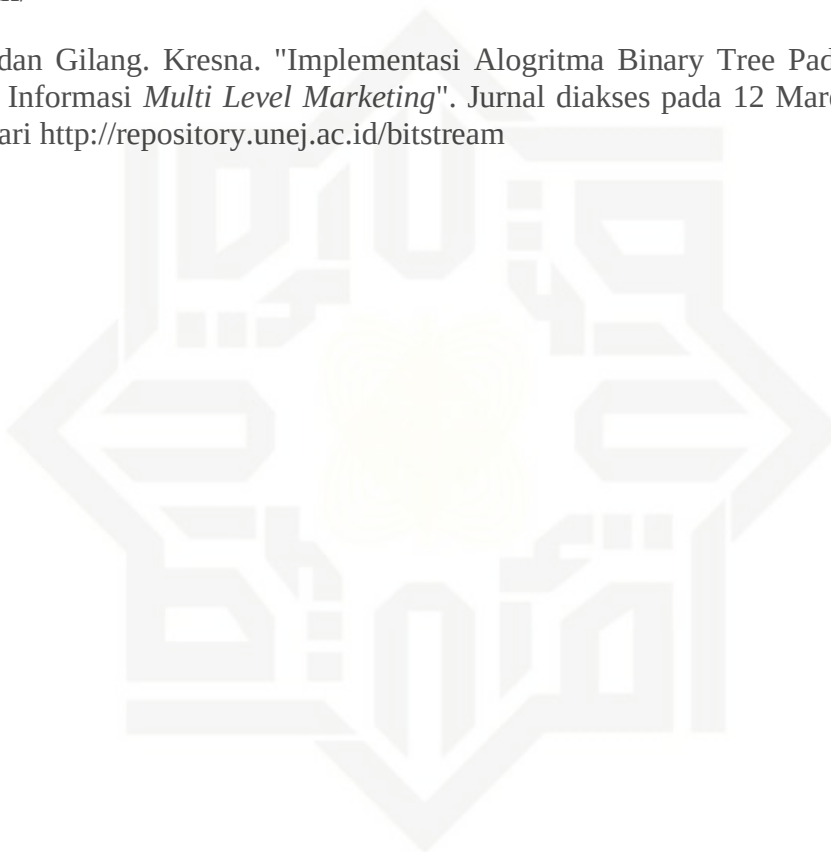 dan Gilang. Kresna. "Implementasi Alogritma Binary Tree Pad
Informasi Multi Level Marketing". Jurnal diakses pada 12 Mar
ari http://repository.unej.ac.id/bitstream